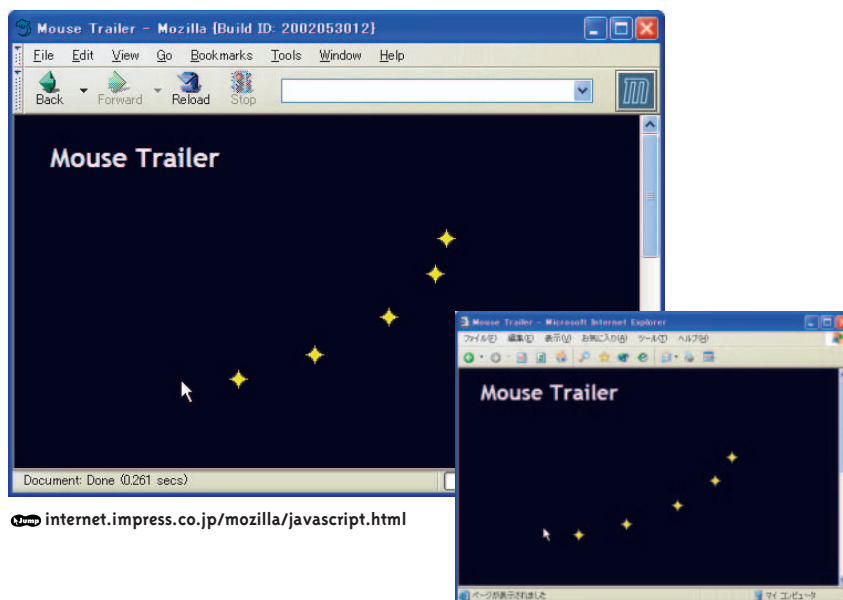 Mouse Trailer - Mozilla {Build ID: 2002053012}
File Edit View Go Bookmarks Tools Window Help
Back Forward Reload Stop
Mouse Trailer
Document: Done (0.261 secs)
Jump internet.impress.co.jp/mozilla/javascript.html
Mouse Trailer - Microsoft Internet Explorer
ファイル(F) 編集(E) 表示(V) お気に入り(A) ツール(T) ヘルプ(H)
Mouse Trailer
ページが表示されました マイ コンピュータ